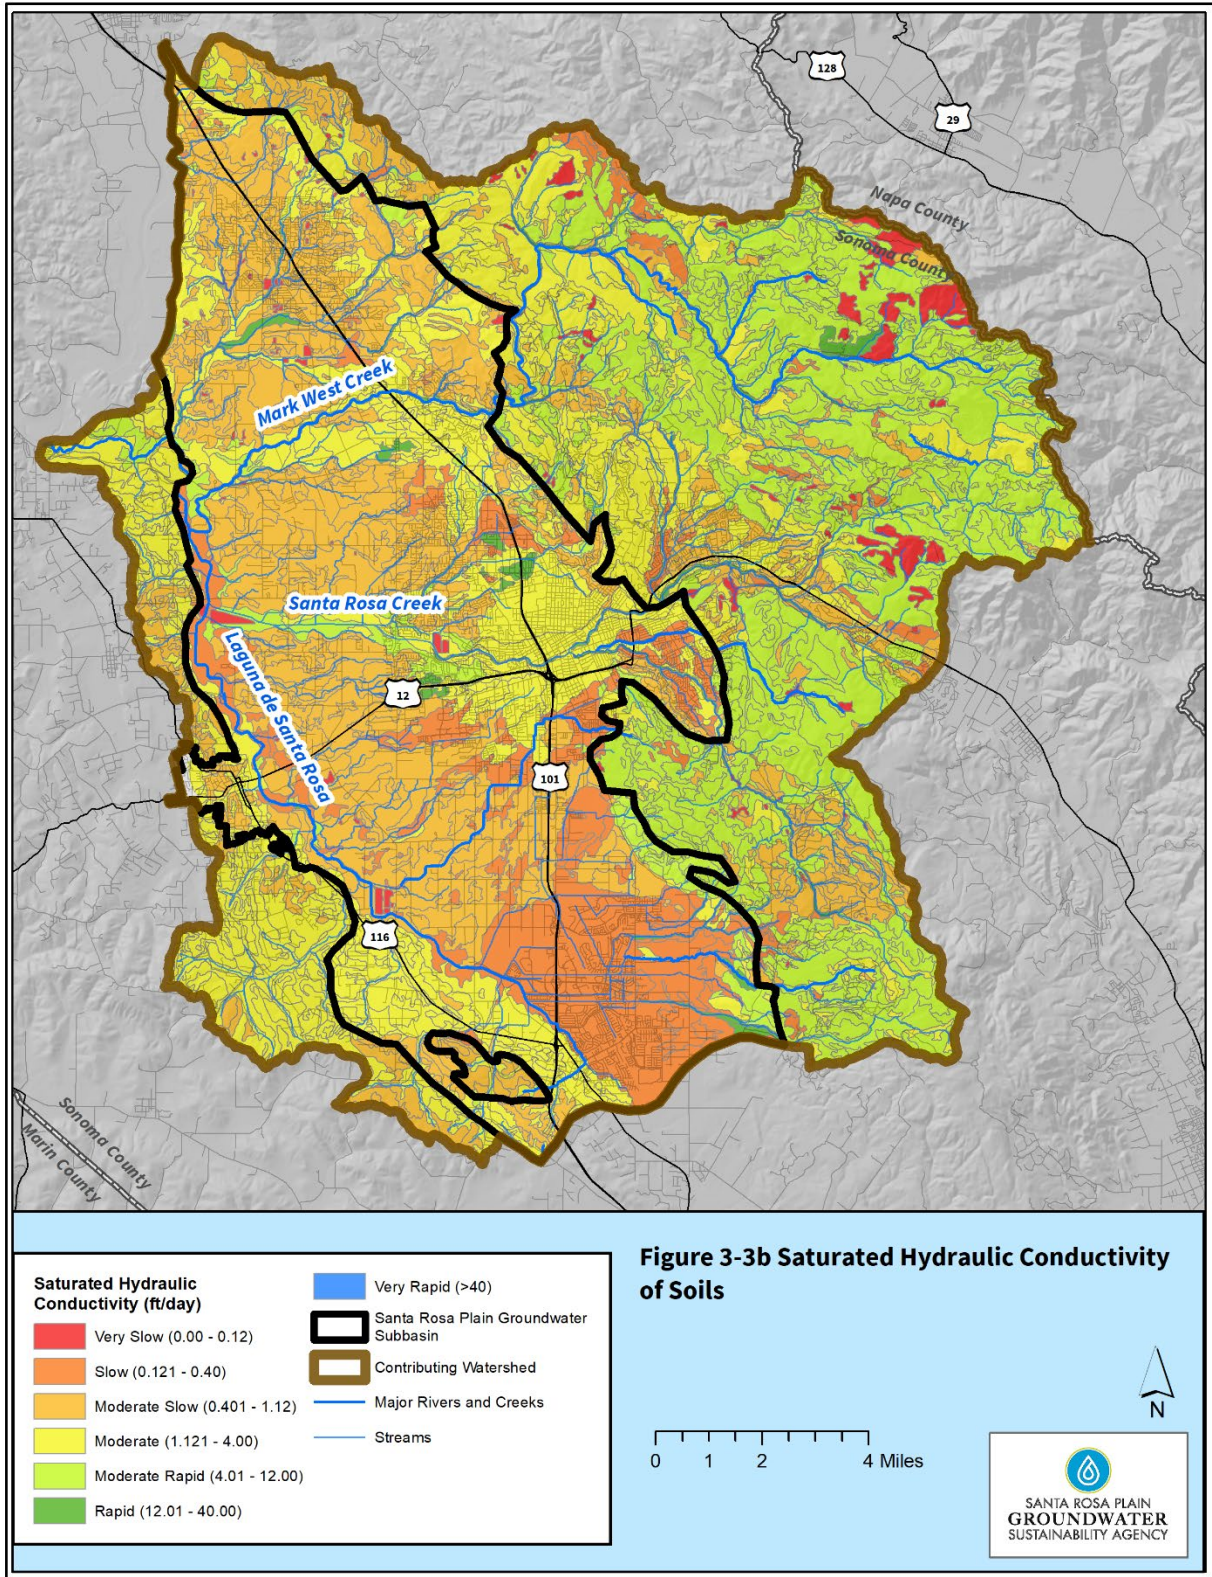 128
29
Napa County
Sonoma County
Mark West Creek
Santa Rosa Creek
Laguna de Santa Rosa
12
101
116
Sonoma County
Marin County
Figure 3-3b Saturated Hydraulic Conductivity
of Soils
Saturated Hydraulic
Conductivity (ft/day)
Very Slow (0.00 - 0.12)
Slow (0.121 - 0.40)
Moderate Slow (0.401 - 1.12)
Moderate (1.121 - 4.00)
Moderate Rapid (4.01 - 12.00)
Rapid (12.01 - 40.00)
Very Rapid (>40)
Santa Rosa Plain Groundwater
Subbasin
Contributing Watershed
Major Rivers and Creeks
Streams
0 1 2 4 Miles
N
SANTA ROSA PLAIN
GROUNDWATER
SUSTAINABILITY AGENCY